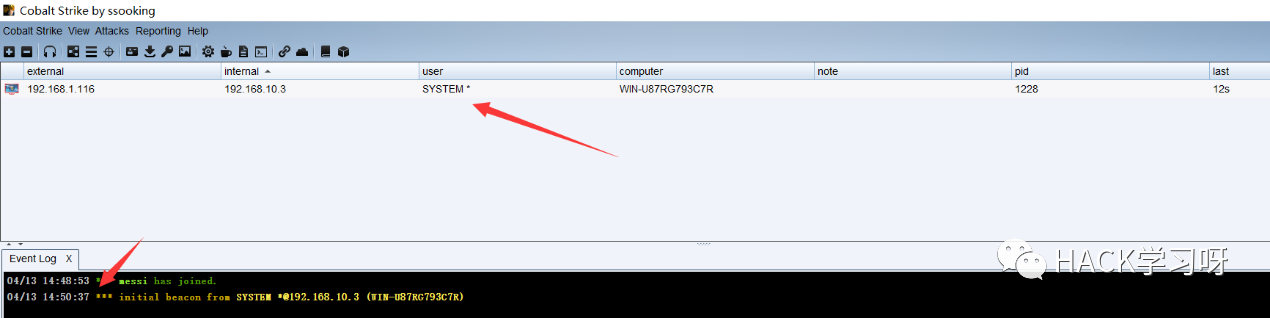 Cobalt Strike by ssooking
Cobalt Strike View Attacks Reporting Help
external internal user computer note pid last
192.168.1.116 192.168.10.3 SYSTEM * WIN-U87RG793C7R 1228 12s
Event Log X
04/13 14:48:53 *** messi has joined.
04/13 14:50:37 *** initial beacon from SYSTEM *@192.168.10.3 (WIN-U87RG793C7R)
HACK学习呀